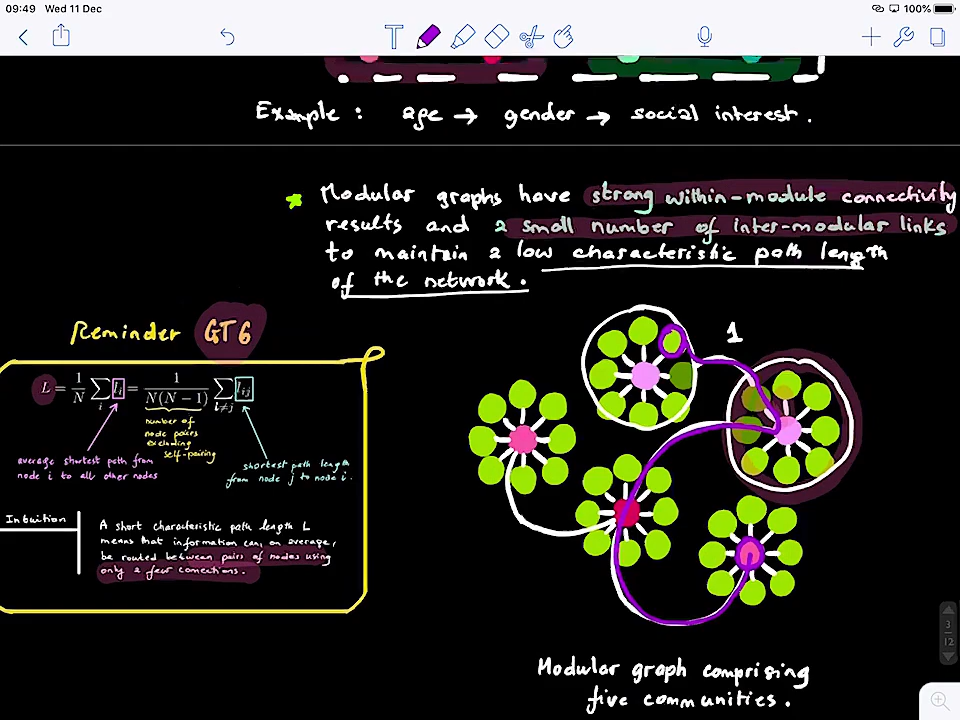 09:49 Wed 11 Dec
100%
T
Example : age → gender → social interest.
* Modular graphs have strong within-module connectivity
results and a small number of inter-modular links
to maintain a low characteristic path length
of the network.
Reminder GT6
L = 1/N ∑i li = 1/N(N − 1) ∑i≠j lij
number of
node pairs
excluding
self-pairing
average shortest path from
node i to all other nodes
shortest path length
from node j to node i.
Intuition
A short characteristic path length L
means that information can, on average,
be routed between pairs of nodes using
only a few connections.
1
3
12
Modular graph comprising
five communities.